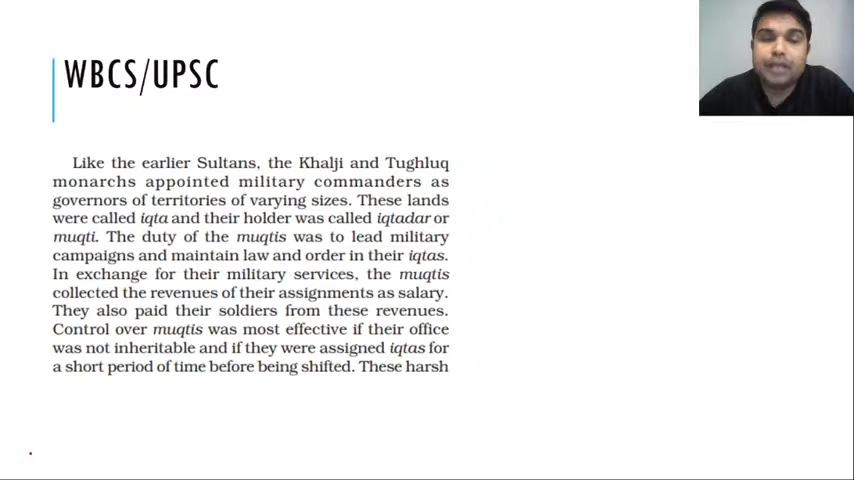 WBCS/UPSC
Like the earlier Sultans, the Khalji and Tughluq
monarchs appointed military commanders as
governors of territories of varying sizes. These lands
were called iqta and their holder was called iqtadar or
muqti. The duty of the muqtis was to lead military
campaigns and maintain law and order in their iqtas.
In exchange for their military services, the muqtis
collected the revenues of their assignments as salary.
They also paid their soldiers from these revenues.
Control over muqtis was most effective if their office
was not inheritable and if they were assigned iqtas for
a short period of time before being shifted. These harsh